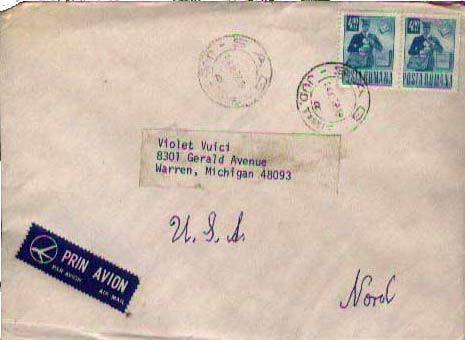 POSTA ROMANA POSTA ROMANA
Violet Vuici
8301 Gerald Avenue
Warren, Michigan 48093
U.S.A.
Nord
PRIN AVION
PAR AVION
AIR MAIL